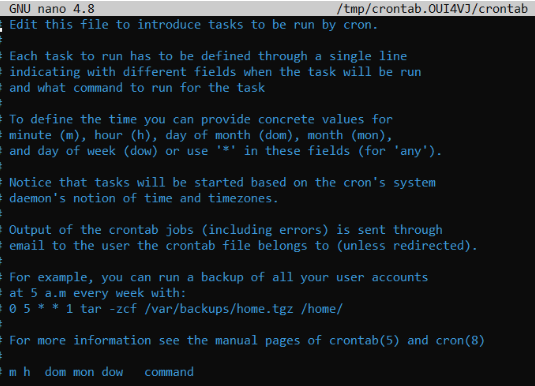 GNU nano 4.8 /tmp/crontab.OUI4VJ/crontab
# Edit this file to introduce tasks to be run by cron.
#
# Each task to run has to be defined through a single line
# indicating with different fields when the task will be run
# and what command to run for the task
#
# To define the time you can provide concrete values for
# minute (m), hour (h), day of month (dom), month (mon),
# and day of week (dow) or use '*' in these fields (for 'any').
#
# Notice that tasks will be started based on the cron's system
# daemon's notion of time and timezones.
#
# Output of the crontab jobs (including errors) is sent through
# email to the user the crontab file belongs to (unless redirected).
#
# For example, you can run a backup of all your user accounts
# at 5 a.m every week with:
# 0 5 * * 1 tar -zcf /var/backups/home.tgz /home/
#
# For more information see the manual pages of crontab(5) and cron(8)
#
# m h  dom mon dow   command